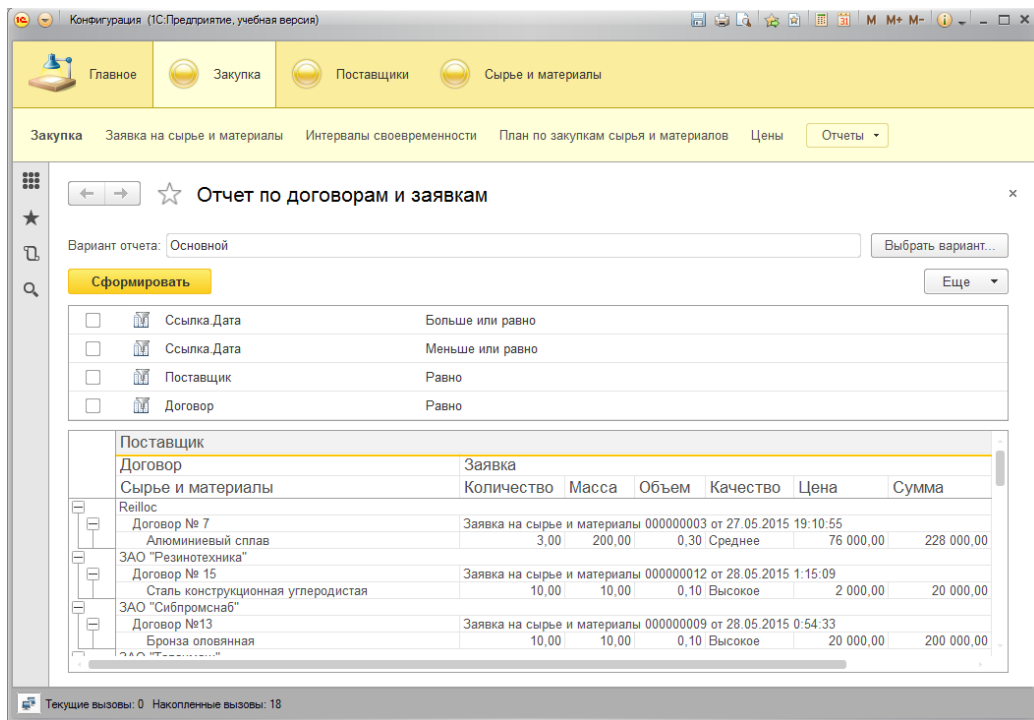 Конфигурация (1С:Предприятие, учебная версия) M M+ M-
Главное Закупка Поставщики Сырье и материалы
Закупка Заявка на сырье и материалы Интервалы своевременности План по закупкам сырья и материалов Цены Отчеты
Отчет по договорам и заявкам
Вариант отчета: Основной Выбрать вариант...
Сформировать Еще
Ссылка.Дата Больше или равно
Ссылка.Дата Меньше или равно
Поставщик Равно
Договор Равно
Поставщик
Договор Заявка
Сырье и материалы Количество Масса Объем Качество Цена Сумма
Reilloc
Договор № 7 Заявка на сырье и материалы 000000003 от 27.05.2015 19:10:55
Алюминиевый сплав 3,00 200,00 0,30 Среднее 76 000,00 228 000,00
ЗАО "Резинотехника"
Договор № 15 Заявка на сырье и материалы 000000012 от 28.05.2015 1:15:09
Сталь конструкционная углеродистая 10,00 10,00 0,10 Высокое 2 000,00 20 000,00
ЗАО "Сибпромснаб"
Договор №13 Заявка на сырье и материалы 000000009 от 28.05.2015 0:54:33
Бронза оловянная 10,00 10,00 0,10 Высокое 20 000,00 200 000,00
ЗАО
Текущие вызовы: 0 Накопленные вызовы: 18